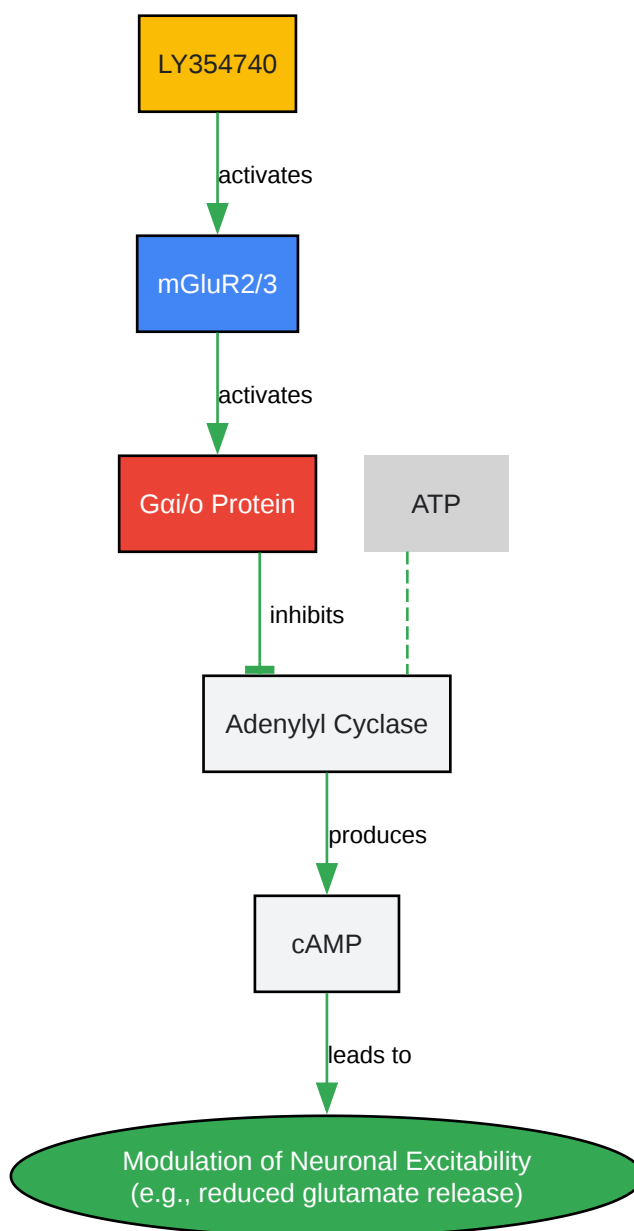 LY354740
activates
mGluR2/3
activates
Gαi/o Protein
ATP
inhibits
Adenylyl Cyclase
produces
cAMP
leads to
Modulation of Neuronal Excitability
(e.g., reduced glutamate release)